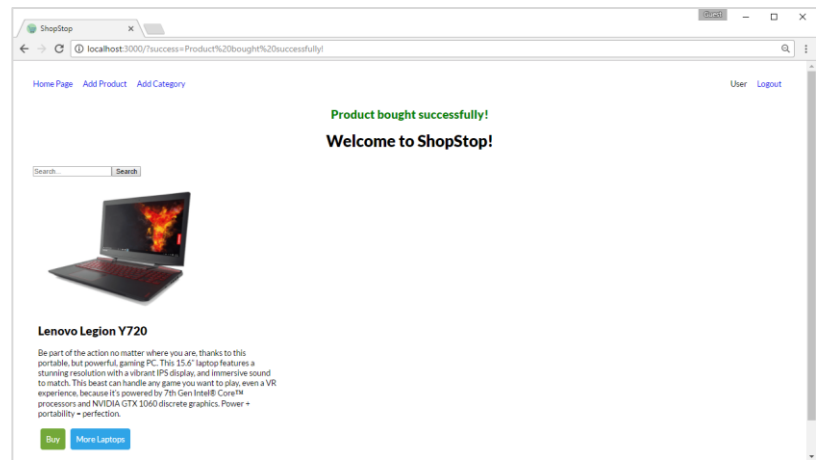 Guest
ShopStop
localhost:3000/?success=Product%20bought%20successfully!
Home Page Add Product Add Category User Logout
Product bought successfully!
Welcome to ShopStop!
Search... Search
Lenovo Legion Y720
Be part of the action no matter where you are, thanks to this
portable, but powerful, gaming PC. This 15.6" laptop features a
stunning resolution with a vibrant IPS display, and immersive sound
to match. This beast can handle any game you want to play, even a VR
experience, because it's powered by 7th Gen Intel® Core™
processors and NVIDIA GTX 1060 discrete graphics. Power +
portability = perfection.
Buy More Laptops